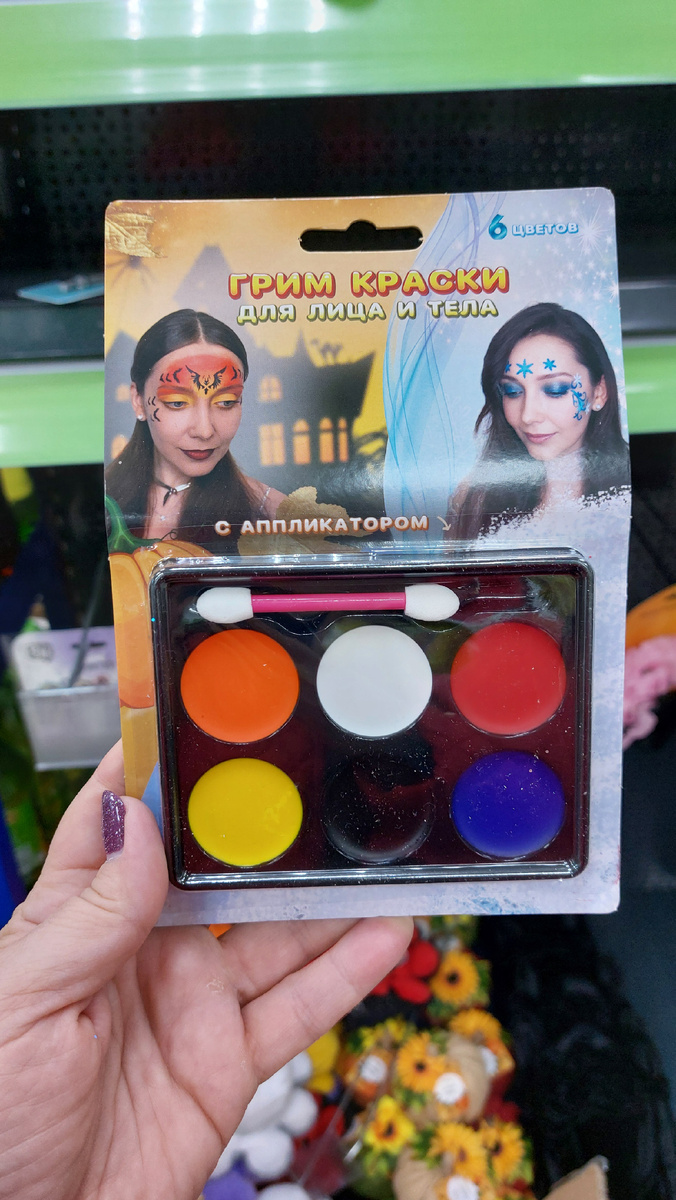 6 ЦВЕТОВ
ГРИМ КРАСКИ
ДЛЯ ЛИЦА И ТЕЛА
С АППЛИКАТОРОМ